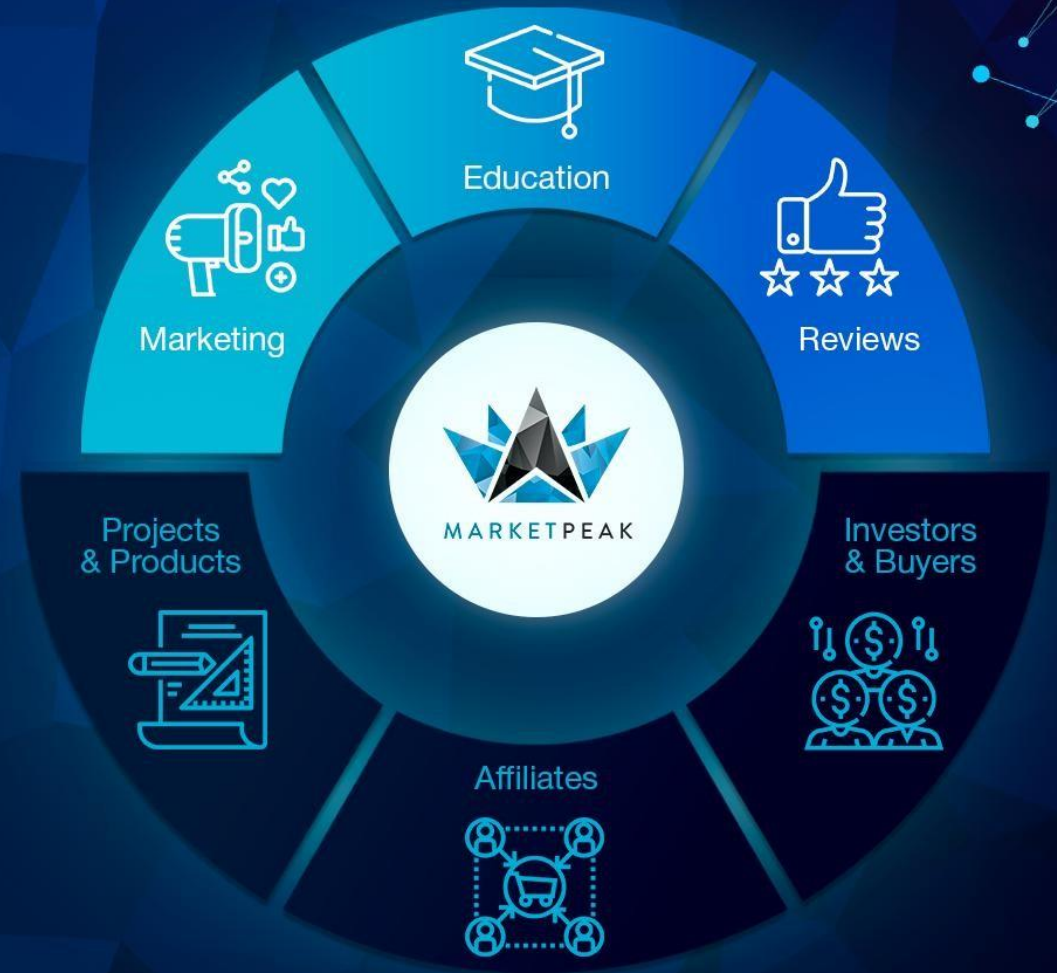 Education
Marketing
Reviews
MARKETPEAK
Projects
& Products
Investors
& Buyers
Affiliates